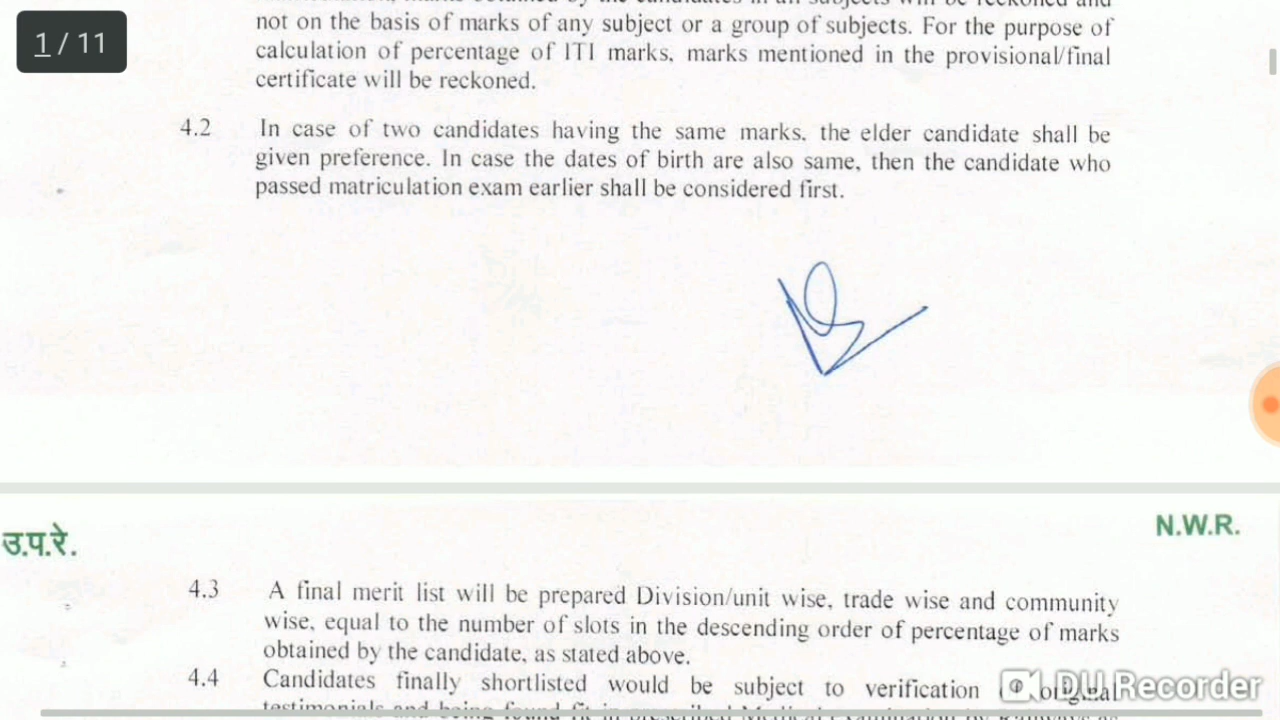 1 / 11
not on the basis of marks of any subject or a group of subjects. For the purpose of
calculation of percentage of ITI marks, marks mentioned in the provisional/final
certificate will be reckoned.
4.2 In case of two candidates having the same marks, the elder candidate shall be
given preference. In case the dates of birth are also same, then the candidate who
passed matriculation exam earlier shall be considered first.
उ.प.रे.
N.W.R.
4.3 A final merit list will be prepared Division/unit wise, trade wise and community
wise, equal to the number of slots in the descending order of percentage of marks
obtained by the candidate, as stated above.
4.4 Candidates finally shortlisted would be subject to verification of original
DU Recorder